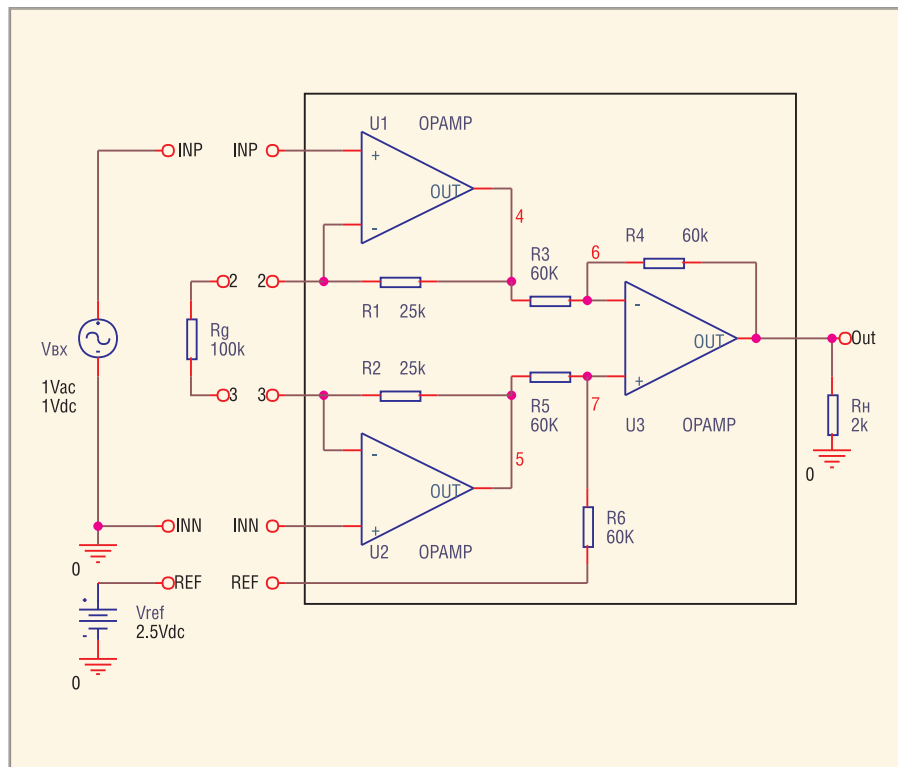 U1 OPAMP
INP INP
+
OUT
-
4
R3
60K
6
R4 60k
2 2
R1 25k
Rg
100k
-
OUT
+
Out
VBX
+
-
1Vac
1Vdc
R2 25k
3 3
R5
60K
7
U3 OPAMP
RH
2k
0
-
OUT
+
5
INN INN
U2 OPAMP
R6
60K
0
REF REF
+
-
Vref
2.5Vdc
0